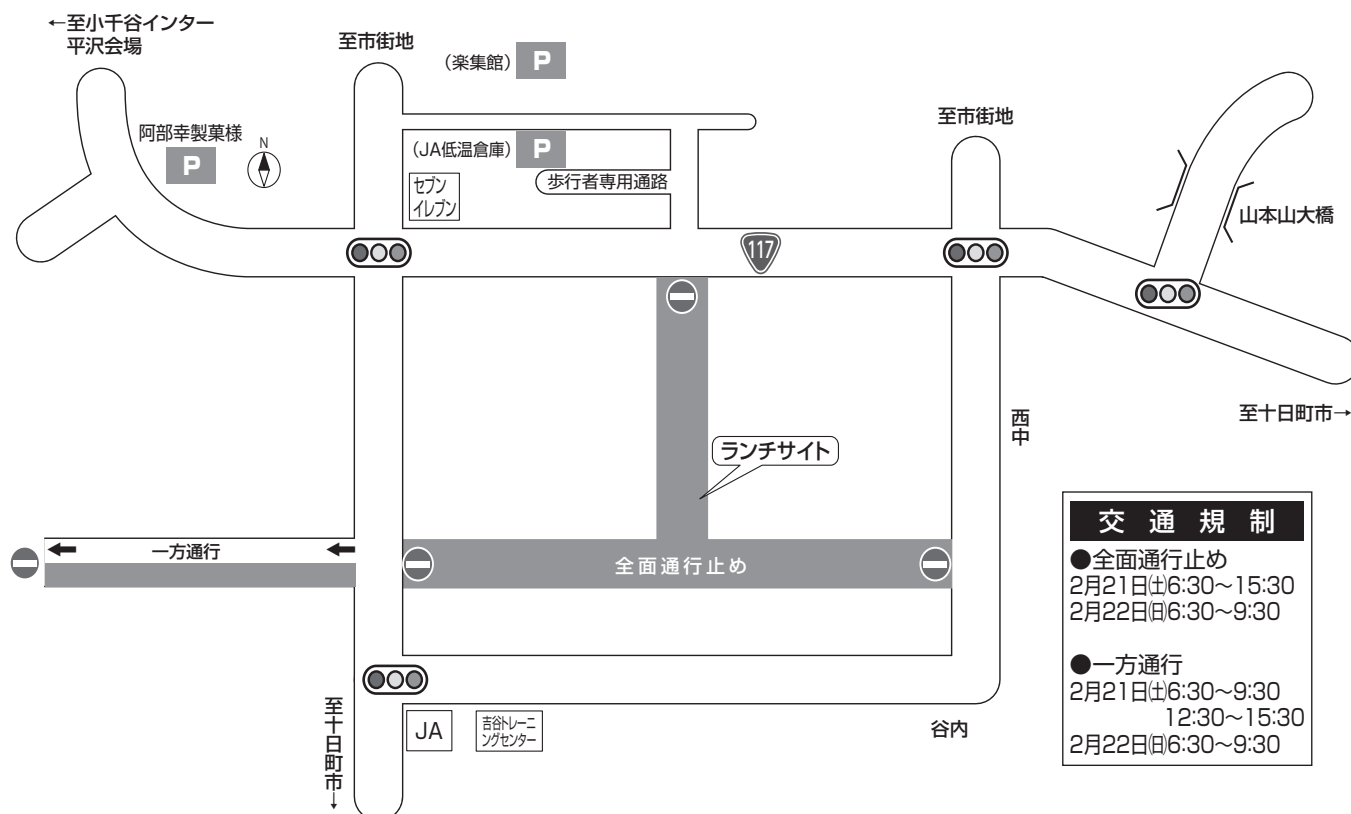 ←至小千谷インター
平沢会場
至市街地
(楽集館) P
阿部幸製菓様
P
N
(JA低温倉庫) P
セブン
イレブン
歩行者専用通路
至市街地
山本山大橋
117
至十日町市→
西中
ランチサイト
一方通行
全面通行止め
至十日町市→
JA
吉谷トレーニ
ングセンター
谷内
交通規制
●全面通行止め
2月21日㈯6:30〜15:30
2月22日㈰6:30〜9:30
●一方通行
2月21日㈯6:30〜9:30
12:30〜15:30
2月22日㈰6:30〜9:30